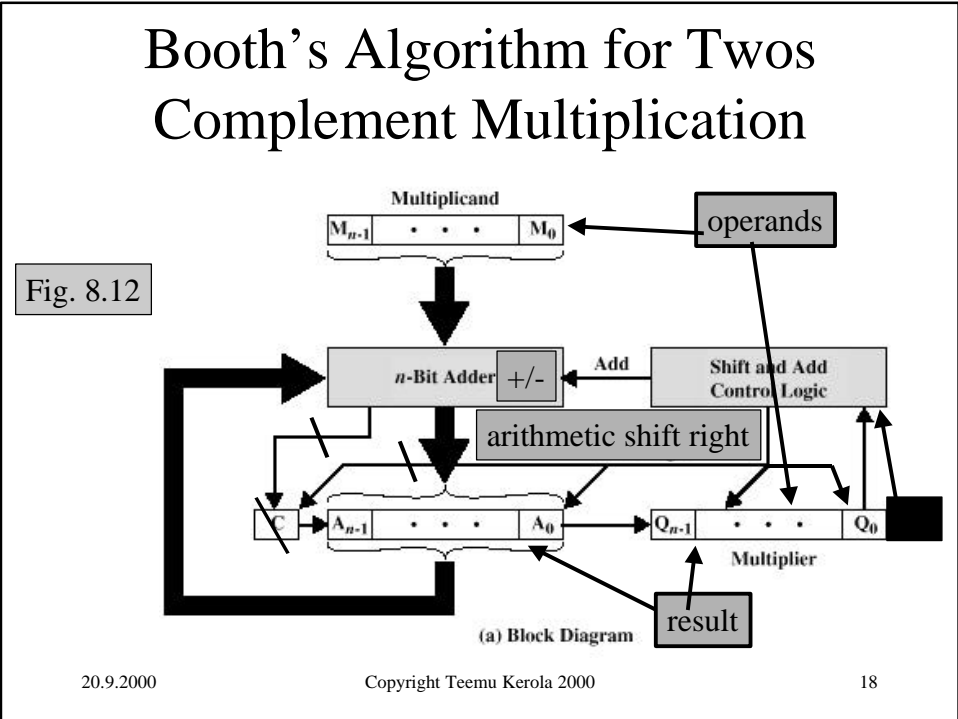 Booth’s Algorithm for Twos
Complement Multiplication
Multiplicand
Mn-1 • • • M0
operands
Fig. 8.12
n-Bit Adder
+/-
Add
Shift and Add
Control Logic
arithmetic shift right
C
An-1 • • • A0
Qn-1 • • • Q0
Multiplier
result
(a) Block Diagram
20.9.2000
Copyright Teemu Kerola 2000
18